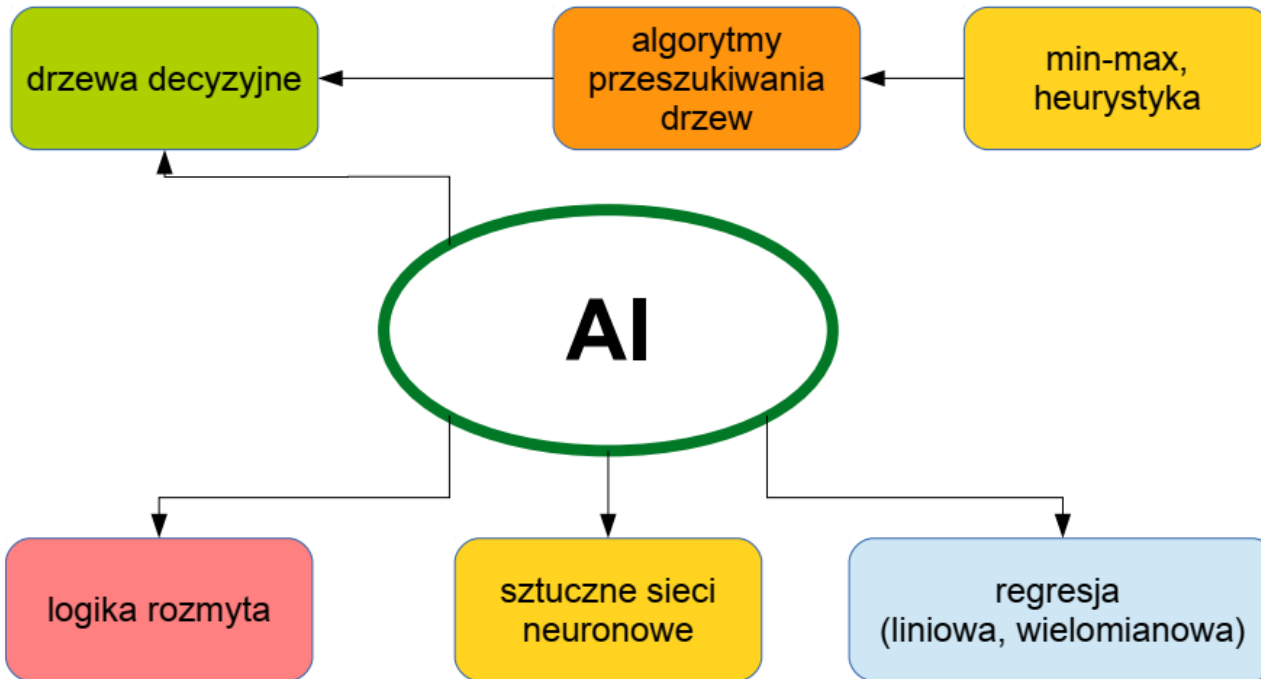 drzewa decyzyjne
algorytmy
przeszukiwania
drzew
min-max,
heurystyka
AI
logika rozmyta
sztuczne sieci
neuronowe
regresja
(liniowa, wielomianowa)